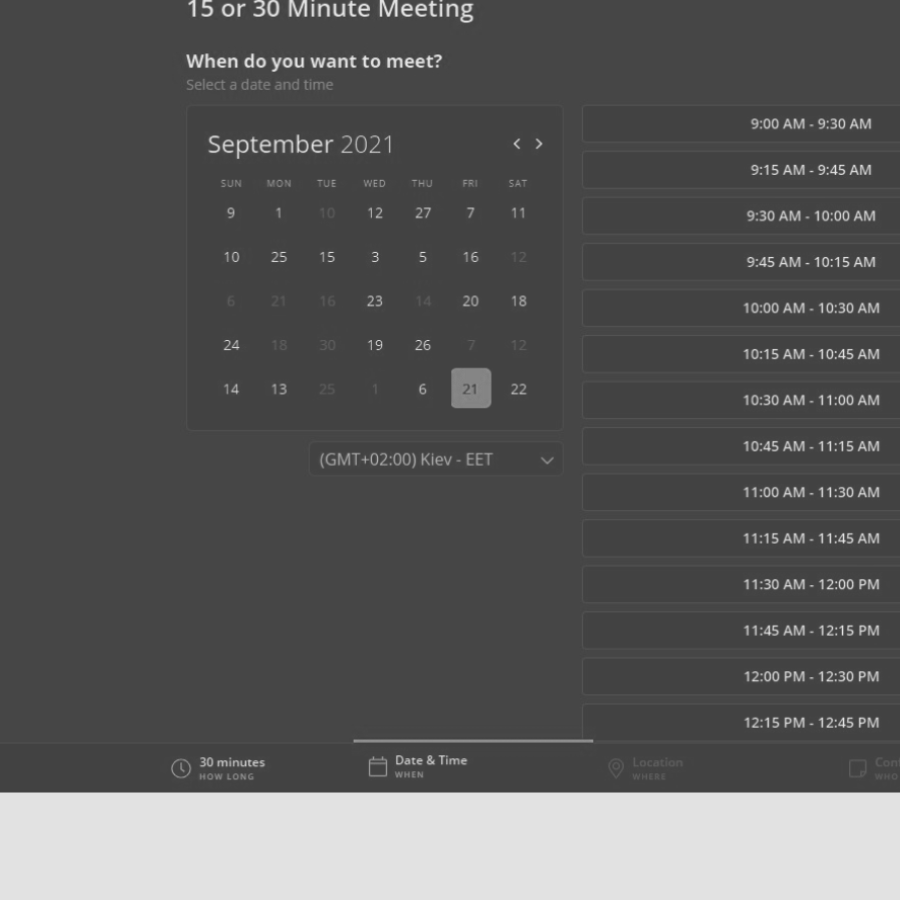 15 or 30 Minute Meeting
When do you want to meet?
Select a date and time
September 2021
SUN MON TUE WED THU FRI SAT
9 1 10 12 27 7 11
10 25 15 3 5 16 12
6 21 16 23 14 20 18
24 18 30 19 26 7 12
14 13 25 1 6 21 22
(GMT+02:00) Kiev - EET
9:00 AM - 9:30 AM
9:15 AM - 9:45 AM
9:30 AM - 10:00 AM
9:45 AM - 10:15 AM
10:00 AM - 10:30 AM
10:15 AM - 10:45 AM
10:30 AM - 11:00 AM
10:45 AM - 11:15 AM
11:00 AM - 11:30 AM
11:15 AM - 11:45 AM
11:30 AM - 12:00 PM
11:45 AM - 12:15 PM
12:00 PM - 12:30 PM
12:15 PM - 12:45 PM
30 minutes
HOW LONG
Date & Time
WHEN
Location
WHERE
WHO